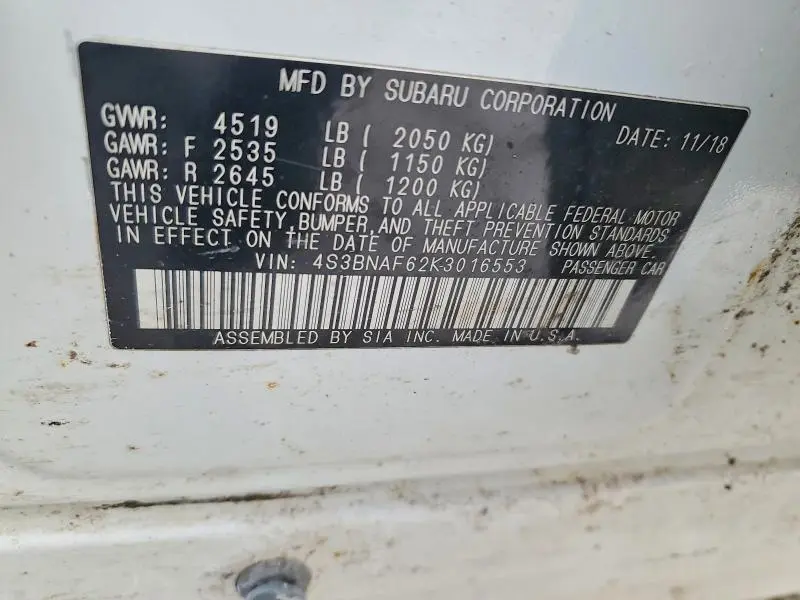 MFD BY SUBARU CORPORATION
GVWR: 4519 LB ( 2050 KG) DATE: 11/18
GAWR: F 2535 LB ( 1150 KG)
GAWR: R 2645 LB ( 1200 KG)
THIS VEHICLE CONFORMS TO ALL APPLICABLE FEDERAL MOTOR
VEHICLE SAFETY, BUMPER, AND THEFT PREVENTION STANDARDS
IN EFFECT ON THE DATE OF MANUFACTURE SHOWN ABOVE.
VIN: 4S3BNAF62K3016553 PASSENGER CAR
ASSEMBLED BY SIA INC. MADE IN U.S.A.